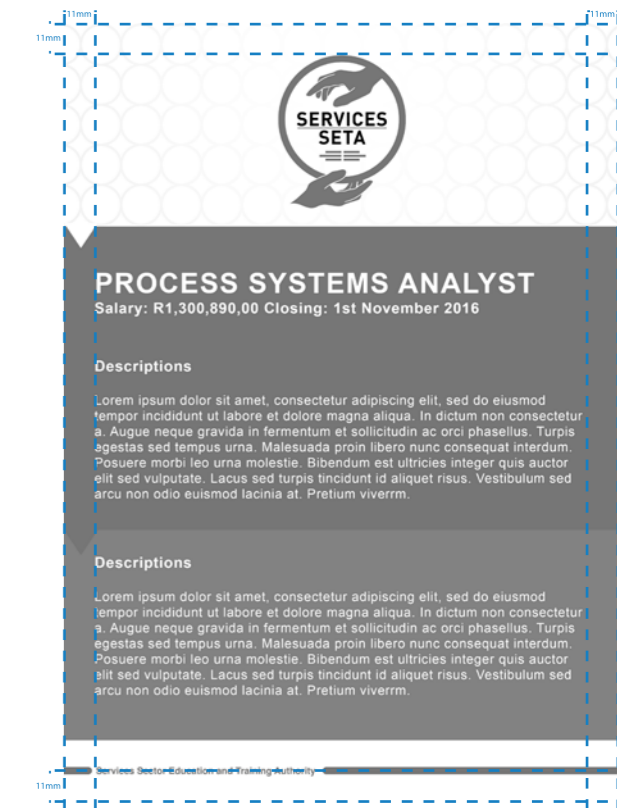 11mm
11mm
11mm
SERVICES
SETA
PROCESS SYSTEMS ANALYST
Salary: R1,300,890,00 Closing: 1st November 2016
Descriptions
Lorem ipsum dolor sit amet, consectetur adipiscing elit, sed do eiusmod
tempor incididunt ut labore et dolore magna aliqua. In dictum non consectetur
a. Augue neque gravida in fermentum et sollicitudin ac orci phasellus. Turpis
egestas sed tempus urna. Malesuada proin libero nunc consequat interdum.
Posuere morbi leo urna molestie. Bibendum est ultricies integer quis auctor
elit sed vulputate. Lacus sed turpis tincidunt id aliquet risus. Vestibulum sed
arcu non odio euismod lacinia at. Pretium viverrm.
Descriptions
Lorem ipsum dolor sit amet, consectetur adipiscing elit, sed do eiusmod
tempor incididunt ut labore et dolore magna aliqua. In dictum non consectetur
a. Augue neque gravida in fermentum et sollicitudin ac orci phasellus. Turpis
egestas sed tempus urna. Malesuada proin libero nunc consequat interdum.
Posuere morbi leo urna molestie. Bibendum est ultricies integer quis auctor
elit sed vulputate. Lacus sed turpis tincidunt id aliquet risus. Vestibulum sed
arcu non odio euismod lacinia at. Pretium viverrm.
Services Sector Education and Training Authority
11mm